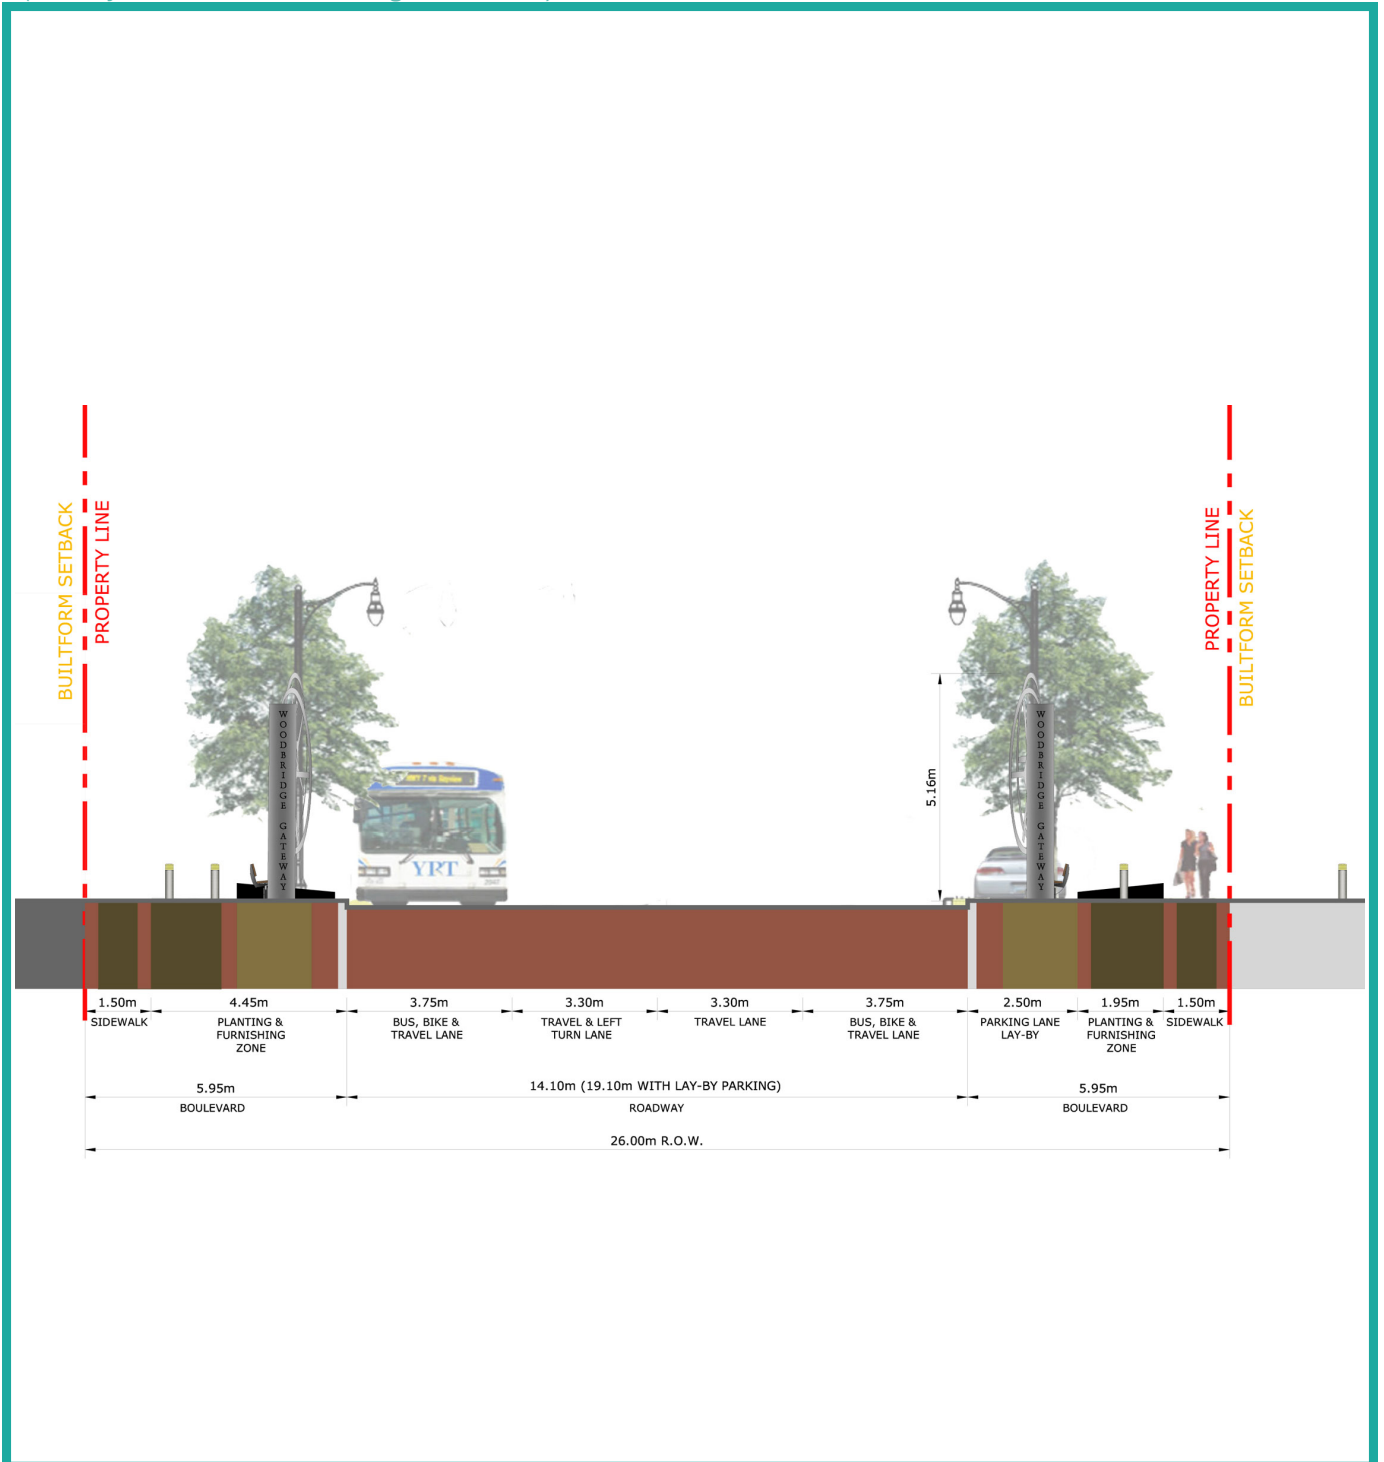 BUILTFORM SETBACK
PROPERTY LINE
PROPERTY LINE
BUILTFORM SETBACK
WOODBRIDGE GATEWAY
WOODBRIDGE GATEWAY
5.16m
YRT
1.50m
4.45m
3.75m
3.30m
3.30m
3.75m
2.50m
1.95m
1.50m
SIDEWALK
PLANTING &
FURNISHING
ZONE
BUS, BIKE &
TRAVEL LANE
TRAVEL & LEFT
TURN LANE
TRAVEL LANE
BUS, BIKE &
TRAVEL LANE
PARKING LANE
LAY-BY
PLANTING &
FURNISHING
ZONE
SIDEWALK
5.95m
14.10m (19.10m WITH LAY-BY PARKING)
5.95m
BOULEVARD
ROADWAY
BOULEVARD
26.00m R.O.W.